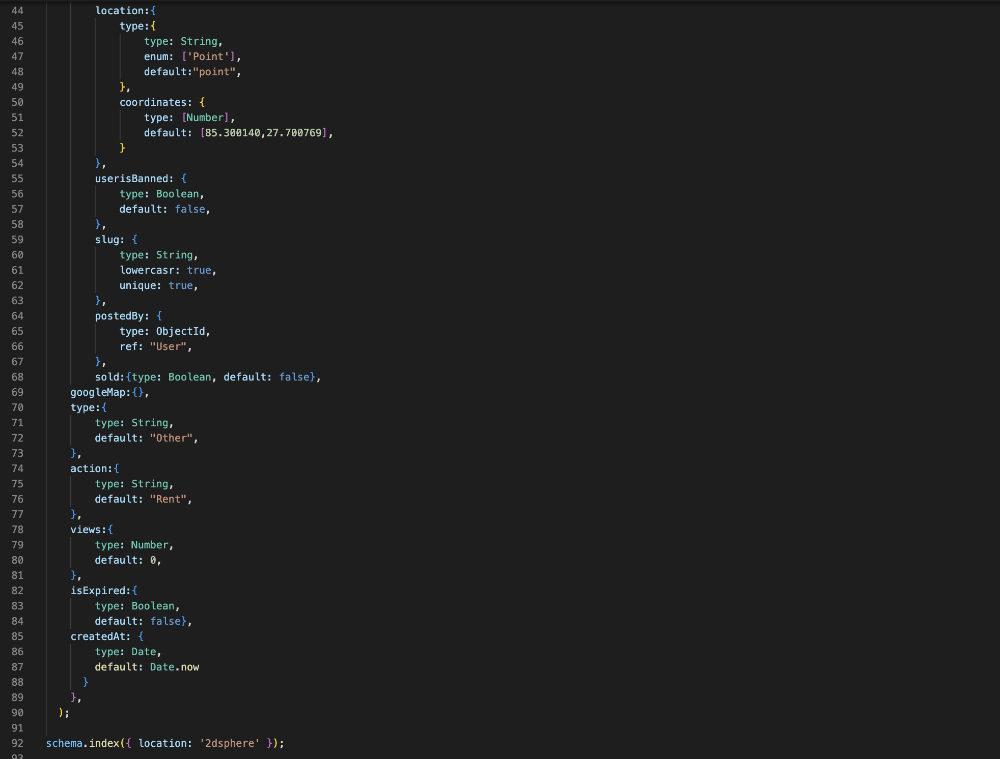 44 location:{
45 type:{
46 type: String,
47 enum: ['Point'],
48 default:"point",
49 },
50 coordinates: {
51 type: [Number],
52 default: [85.300140,27.700769],
53 }
54 },
55 userisBanned: {
56 type: Boolean,
57 default: false,
58 },
59 slug: {
60 type: String,
61 lowercasr: true,
62 unique: true,
63 },
64 postedBy: {
65 type: ObjectId,
66 ref: "User",
67 },
68 sold:{type: Boolean, default: false},
69 googleMap:{},
70 type:{
71 type: String,
72 default: "Other",
73 },
74 action:{
75 type: String,
76 default: "Rent",
77 },
78 views:{
79 type: Number,
80 default: 0,
81 },
82 isExpired:{
83 type: Boolean,
84 default: false},
85 createdAt: {
86 type: Date,
87 default: Date.now
88 }
89 },
90 );
91
92 schema.index({ location: '2dsphere' });
93